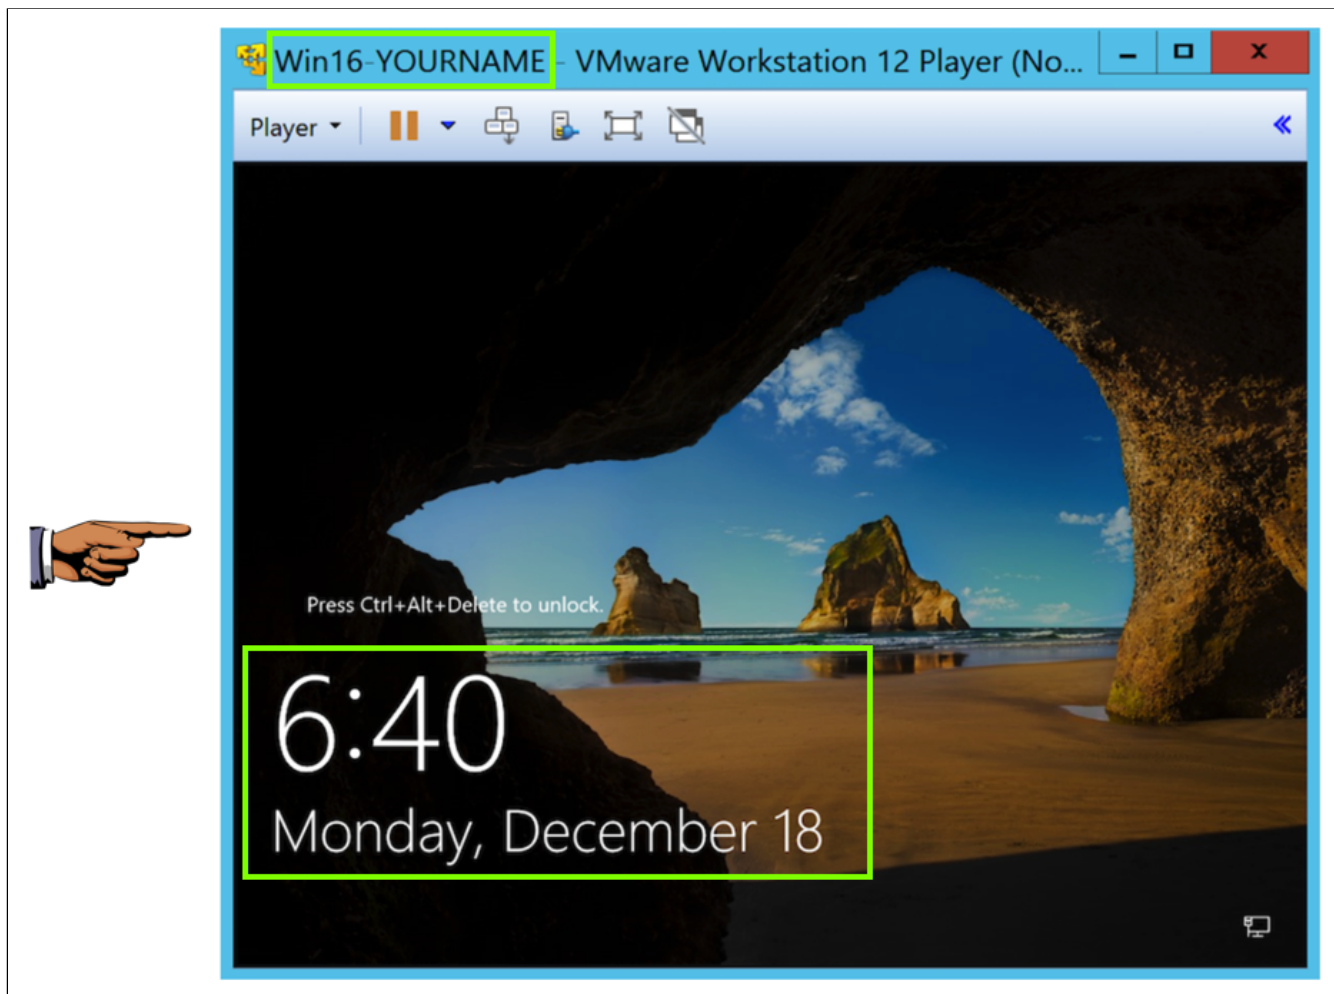 Win16-YOURNAME - VMware Workstation 12 Player (No...
Player
Press Ctrl+Alt+Delete to unlock.
6:40
Monday, December 18